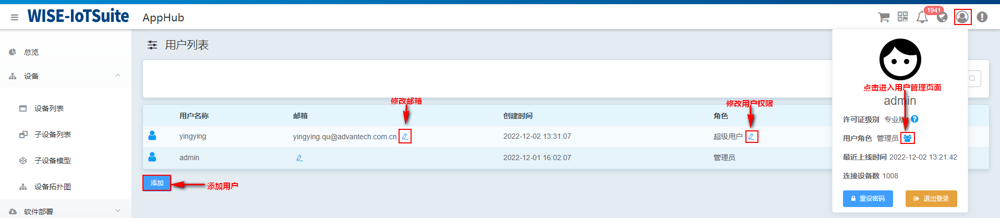 WISE-IoTSuite AppHub
1941
总览
设备
设备列表
子设备列表
子设备模型
设备拓扑图
软件部署
用户列表
修改邮箱
修改用户权限
用户名称 邮箱 创建时间 角色
yingying yingying.qu@advantech.com.cn 2022-12-02 13:31:07 超级用户
admin 2022-12-01 16:02:07 管理员
添加
添加用户
点击进入用户管理页面
admin
许可证级别 专业版
用户角色 管理员
最近上线时间 2022-12-02 13:21:42
连接设备数 1008
重设密码 退出登录